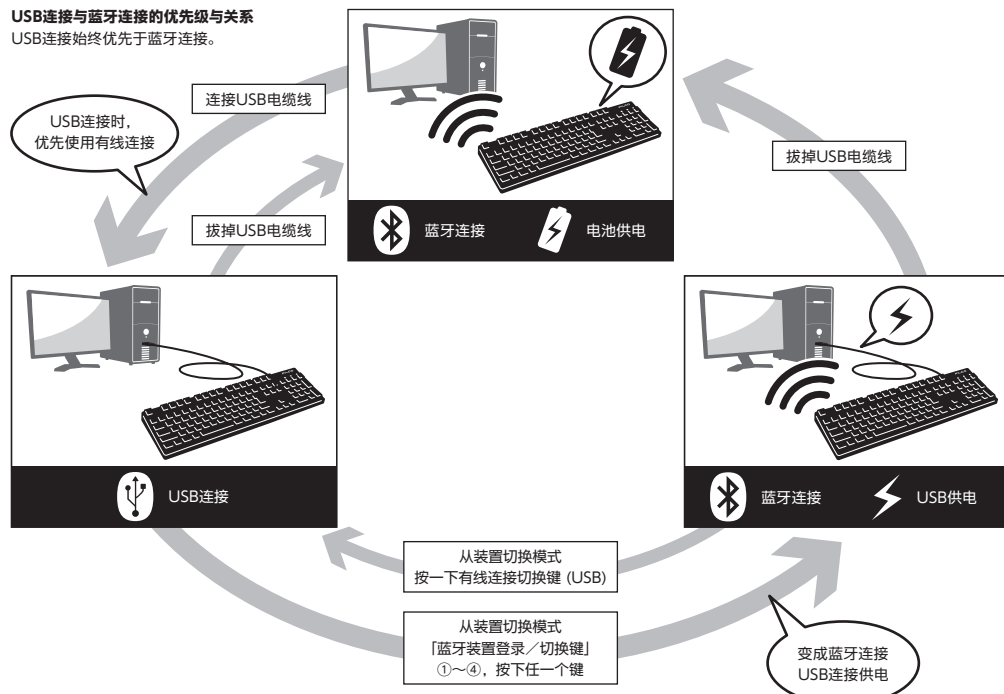 USB连接与蓝牙连接的优先级与关系
USB连接始终优先于蓝牙连接。
连接USB电缆线
USB连接时，
优先使用有线连接
拔掉USB电缆线
拔掉USB电缆线
蓝牙连接
电池供电
USB连接
蓝牙连接
USB供电
从装置切换模式
按一下有线连接切换键 (USB)
从装置切换模式
「蓝牙装置登录／切换键」
①～④，按下任一个键
变成蓝牙连接
USB连接供电